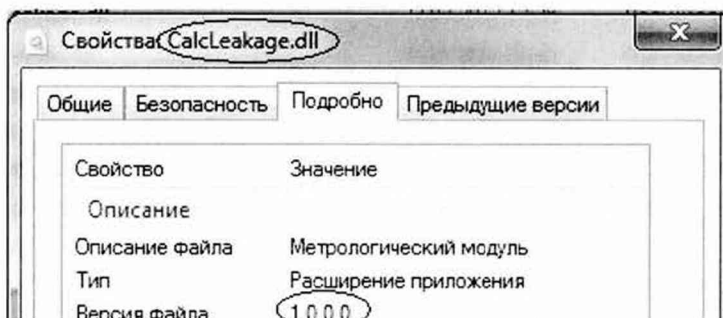 Свойства: CalcLeakage.dll
Общие Безопасность Подробно Предыдущие версии
Свойство Значение
Описание
Описание файла Метрологический модуль
Тип Расширение приложения
Версия файла 1.0.0.0